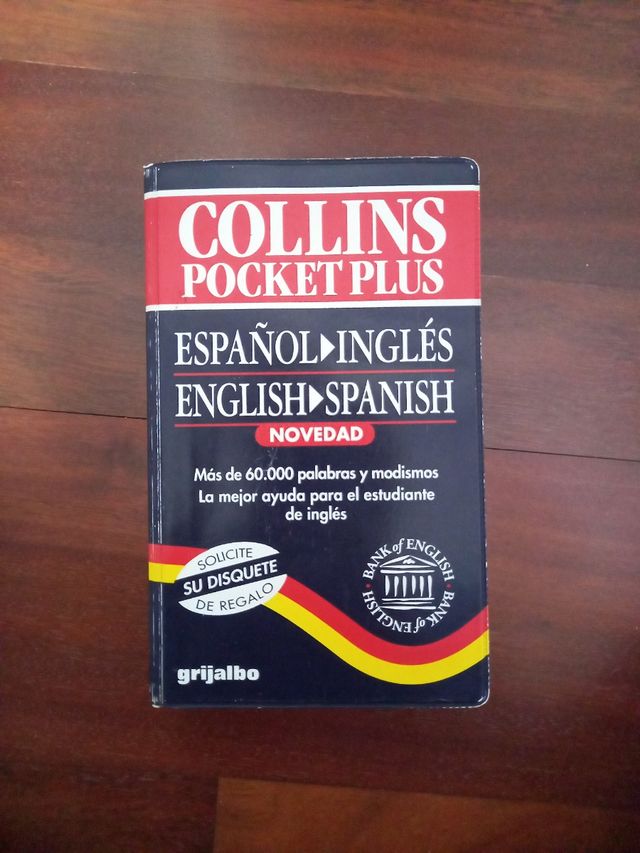 COLLINS
POCKET PLUS
ESPAÑOL▶INGLÉS
ENGLISH▶SPANISH
NOVEDAD
Más de 60.000 palabras y modismos
La mejor ayuda para el estudiante
de inglés
SOLICITE
SU DISQUETE
DE REGALO
BANK of ENGLISH • BANK of ENGLISH •
grijalbo